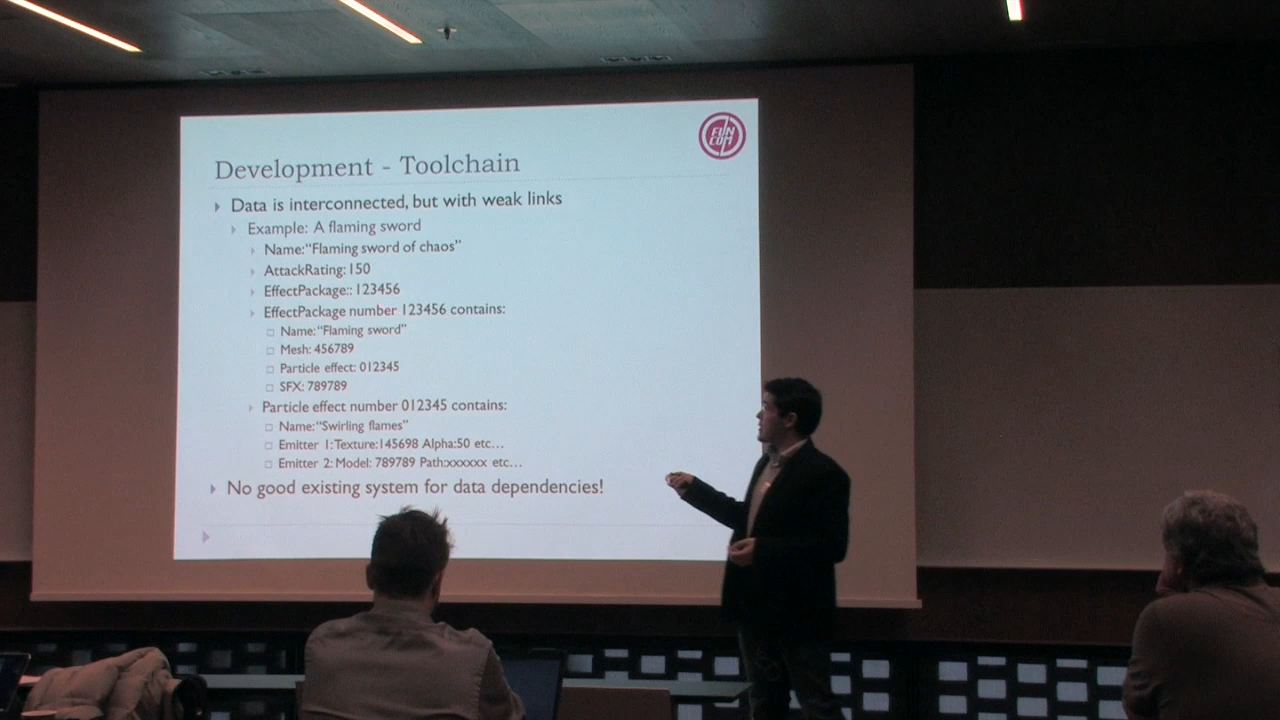 FUN
COM
Development - Toolchain
Data is interconnected, but with weak links
Example: A flaming sword
Name: “Flaming sword of chaos”
AttackRating: 150
EffectPackage:: 123456
EffectPackage number 123456 contains:
Name: “Flaming sword”
Mesh: 456789
Particle effect: 012345
SFX: 789789
Particle effect number 012345 contains:
Name: “Swirling flames”
Emitter 1: Texture:145698 Alpha:50 etc…
Emitter 2: Model: 789789 Path:xxxxxx etc…
No good existing system for data dependencies!